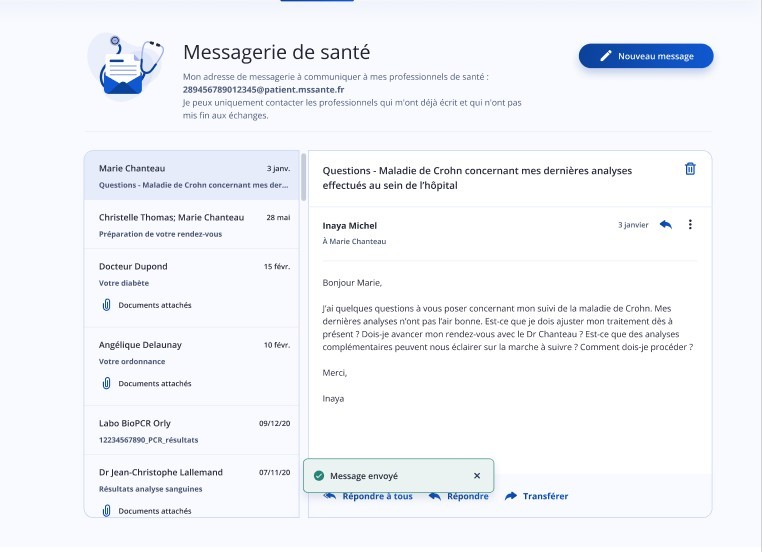 Messagerie de santé
Mon adresse de messagerie à communiquer à mes professionnels de santé :
289456789012345@patient.mssante.fr
Je peux uniquement contacter les professionnels qui m'ont déjà écrit et qui n'ont pas
mis fin aux échanges.
Nouveau message
Marie Chanteau
3 janv.
Questions - Maladie de Crohn concernant mes der...
Christelle Thomas; Marie Chanteau
28 mai
Préparation de votre rendez-vous
Docteur Dupond
15 févr.
Votre diabète
Documents attachés
Angélique Delaunay
10 févr.
Votre ordonnance
Documents attachés
Labo BioPCR Orly
09/12/20
12234567890_PCR_résultats
Dr Jean-Christophe Lallemand
07/11/20
Résultats analyse sanguines
Documents attachés
Questions - Maladie de Crohn concernant mes dernières analyses
effectués au sein de l'hôpital
Inaya Michel
3 janvier
À Marie Chanteau
Bonjour Marie,
J'ai quelques questions à vous poser concernant mon suivi de la maladie de Crohn. Mes
dernières analyses n'ont pas l'air bonne. Est-ce que je dois ajuster mon traitement dès à
présent ? Dois-je avancer mon rendez-vous avec le Dr Chanteau ? Est-ce que des analyses
complémentaires peuvent nous éclairer sur la marche à suivre ? Comment dois-je procéder ?
Merci,
Inaya
Message envoyé
Répondre à tous
Répondre
Transférer